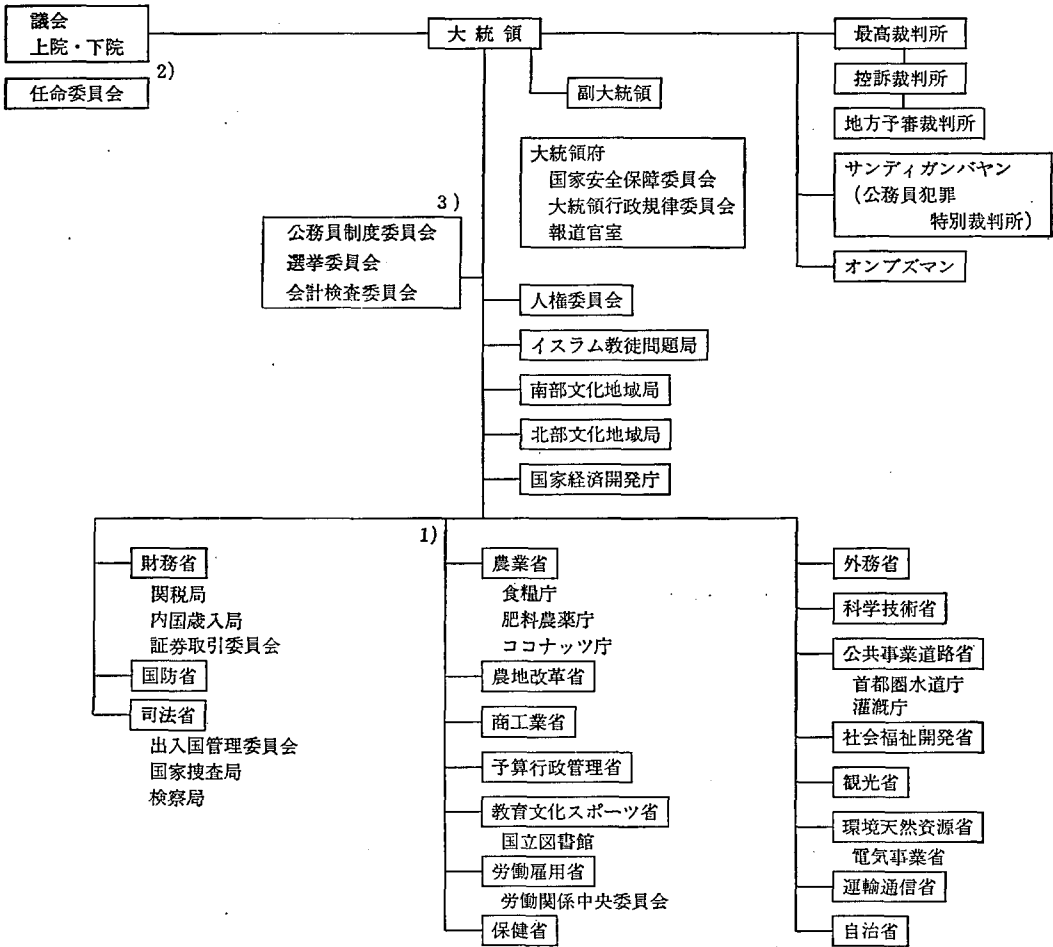 議会
上院・下院
2)
任命委員会
大統領
副大統領
大統領府
国家安全保障委員会
大統領行政規律委員会
報道官室
3)
公務員制度委員会
選挙委員会
会計検査委員会
人権委員会
イスラム教徒問題局
南部文化地域局
北部文化地域局
国家経済開発庁
最高裁判所
控訴裁判所
地方予審裁判所
サンディガンバヤン
(公務員犯罪
特別裁判所)
オンブズマン
1)
財務省
関税局
内国歳入局
証券取引委員会
国防省
司法省
出入国管理委員会
国家捜査局
検察局
農業省
食糧庁
肥料農薬庁
ココナッツ庁
農地改革省
商工業省
予算行政管理省
教育文化スポーツ省
国立図書館
労働雇用省
労働関係中央委員会
保健省
外務省
科学技術省
公共事業道路省
首都圏水道庁
灌漑庁
社会福祉開発省
観光省
環境天然資源省
電気事業省
運輸通信省
自治省